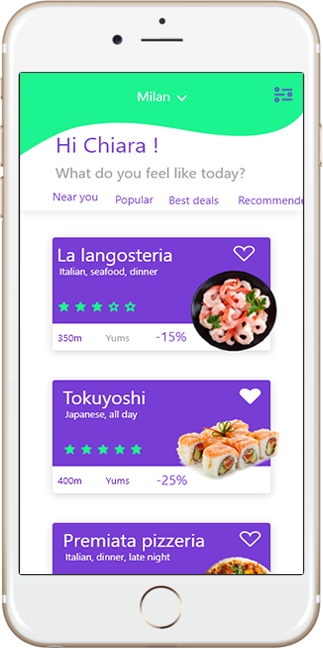 Milan
Hi Chiara !
What do you feel like today?
Near you Popular Best deals Recommende
La langosteria
Italian, seafood, dinner
350m Yums -15%
Tokuyoshi
Japanese, all day
400m Yums -25%
Premiata pizzeria
Italian, dinner, late night